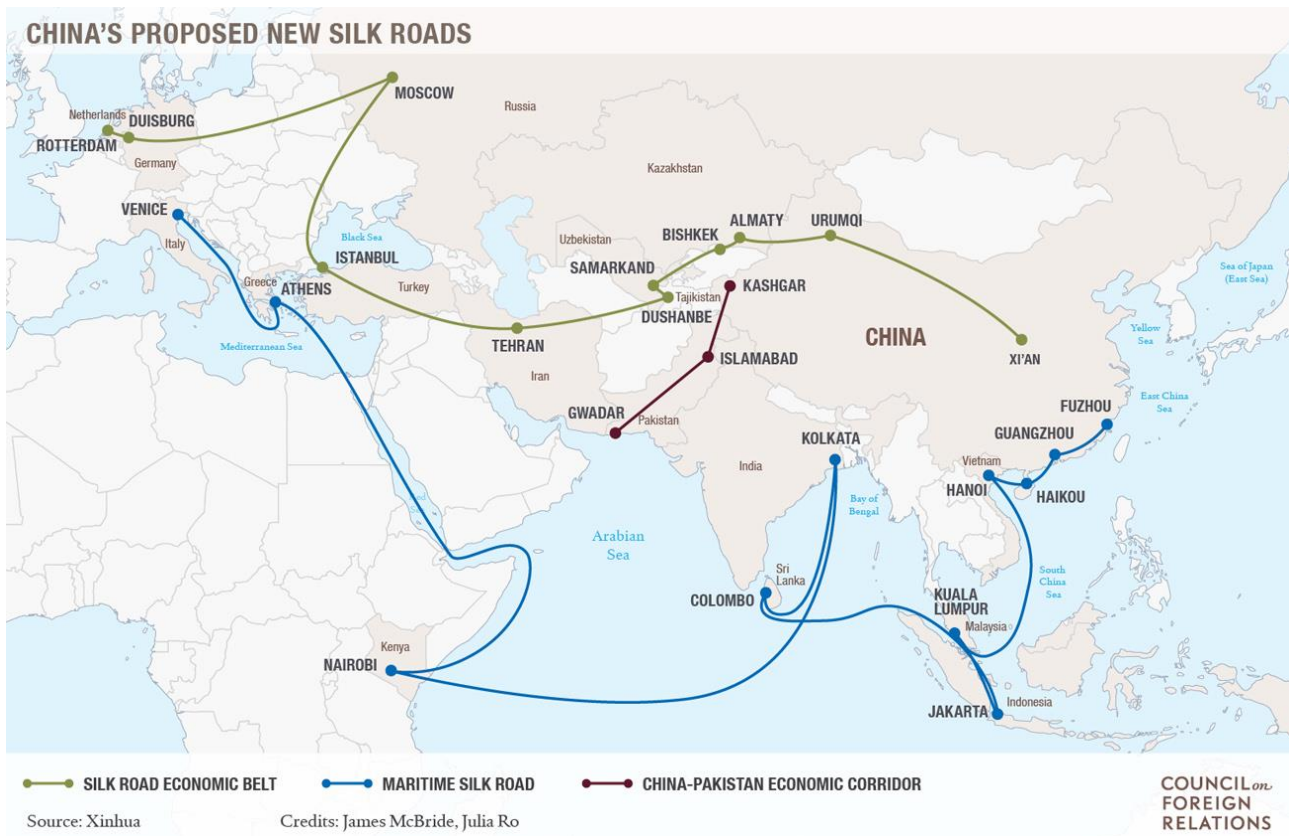 CHINA'S PROPOSED NEW SILK ROADS
MOSCOW
Russia
Netherlands
DUISBURG
ROTTERDAM
Germany
Kazakhstan
VENICE
Italy
Black Sea
ISTANBUL
Greece
ATHENS
Turkey
Mediterranean Sea
Uzbekistan
BISHKEK
ALMATY
URUMQI
SAMARKAND
Tajikistan
DUSHANBE
KASHGAR
TEHRAN
Iran
ISLAMABAD
CHINA
XI'AN
Sea of Japan
(East Sea)
Yellow
Sea
East China
Sea
GWADAR
Pakistan
KOLKATA
India
FUZHOU
GUANGZHOU
Vietnam
HANOI
HAIKOU
Red
Arabian
Sea
Bay of
Bengal
South
China
Sea
Sri
Lanka
COLOMBO
KUALA
LUMPUR
Malaysia
Kenya
NAIROBI
JAKARTA
Indonesia
SILK ROAD ECONOMIC BELT
MARITIME SILK ROAD
CHINA-PAKISTAN ECONOMIC CORRIDOR
Source: Xinhua
Credits: James McBride, Julia Ro
COUNCIL on
FOREIGN
RELATIONS